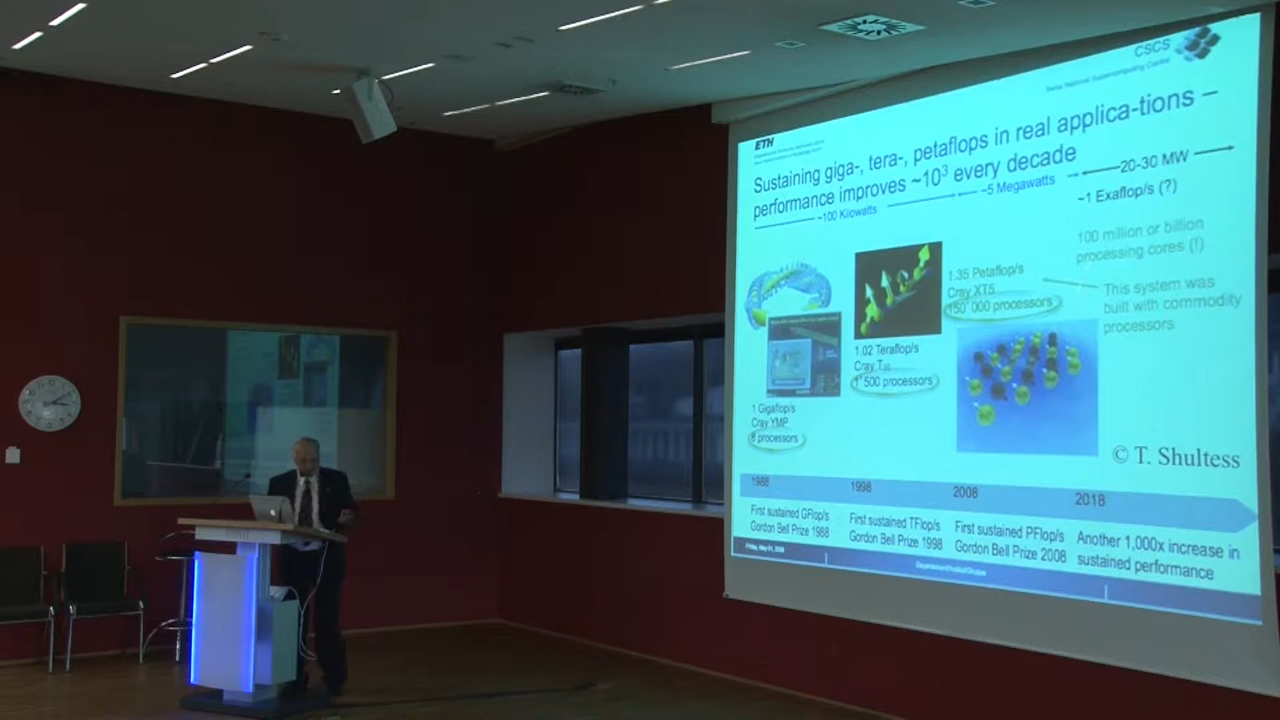 CSCS
Swiss National Supercomputing Centre
ETH
Sustaining giga-, tera-, petaflops in real applica-tions –
performance improves ~10³ every decade
~100 Kilowatts
~5 Megawatts
20-30 MW
~1 Exaflop/s (?)
100 million or billion
processing cores (!)
1.35 Petaflop/s
Cray XT5
150'000 processors
This system was
built with commodity
processors
1.02 Teraflop/s
Cray T3E
1'500 processors
1 Gigaflop/s
Cray YMP
8 processors
© T. Shultess
1988
1998
2008
2018
First sustained GFlop/s
Gordon Bell Prize 1988
First sustained TFlop/s
Gordon Bell Prize 1998
First sustained PFlop/s
Gordon Bell Prize 2008
Another 1,000x increase in
sustained performance
Departement/Institut/Gruppe